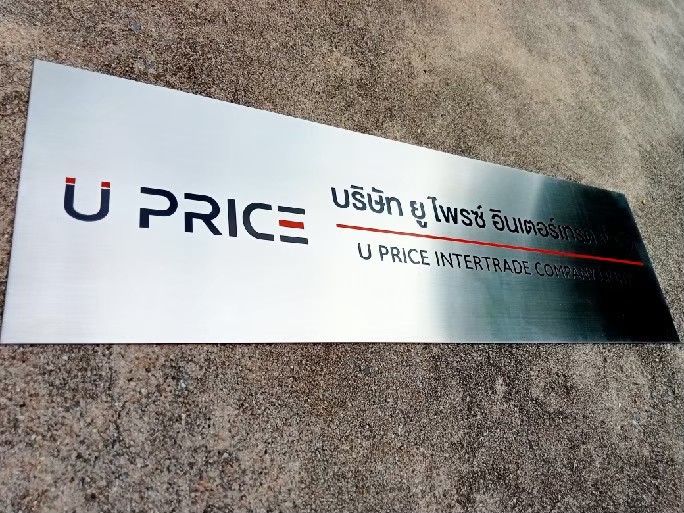 U PRICE
บริษัท ยู ไพรซ์ อินเตอร์เทรด
U PRICE INTERTRADE COMPANY